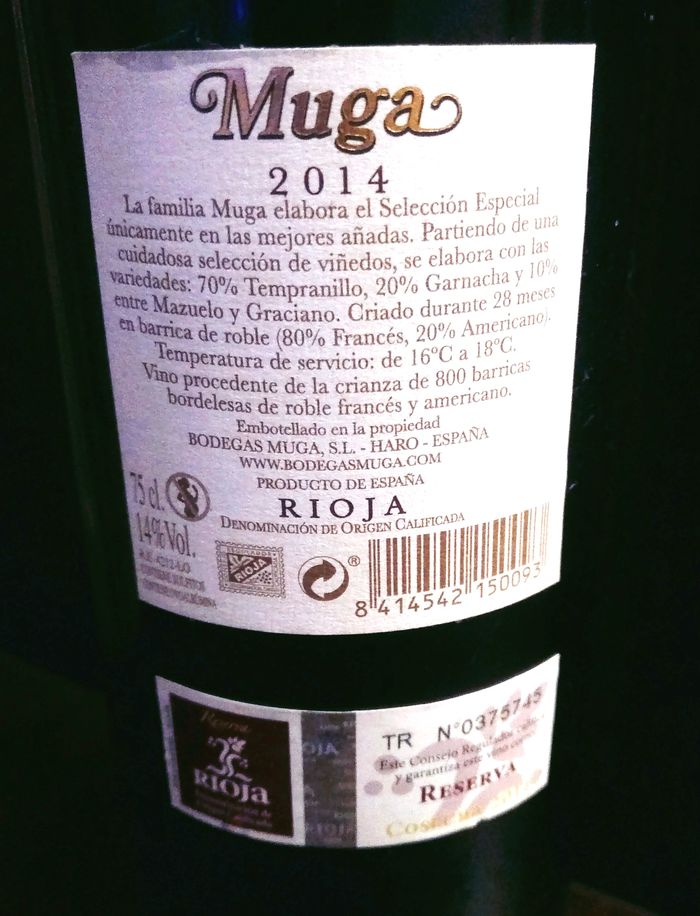 Muga
2014
La familia Muga elabora el Selección Especial
únicamente en las mejores añadas. Partiendo de una
cuidadosa selección de viñedos, se elabora con las
variedades: 70% Tempranillo, 20% Garnacha y 10%
entre Mazuelo y Graciano. Criado durante 28 meses
en barrica de roble (80% Francés, 20% Americano).
Temperatura de servicio: de 16ºC a 18ºC.
Vino procedente de la crianza de 800 barricas
bordelesas de roble francés y americano.
Embotellado en la propiedad
BODEGAS MUGA, S.L. - HARO - ESPAÑA
WWW.BODEGASMUGA.COM
PRODUCTO DE ESPAÑA
RIOJA
DENOMINACIÓN DE ORIGEN CALIFICADA
75 cl.
14%Vol.
RIOJA
®
8 414542 150093
Reserva
RIOJA
TR Nº0375745
Este Consejo Regulador
y garantiza este vino como
RESERVA